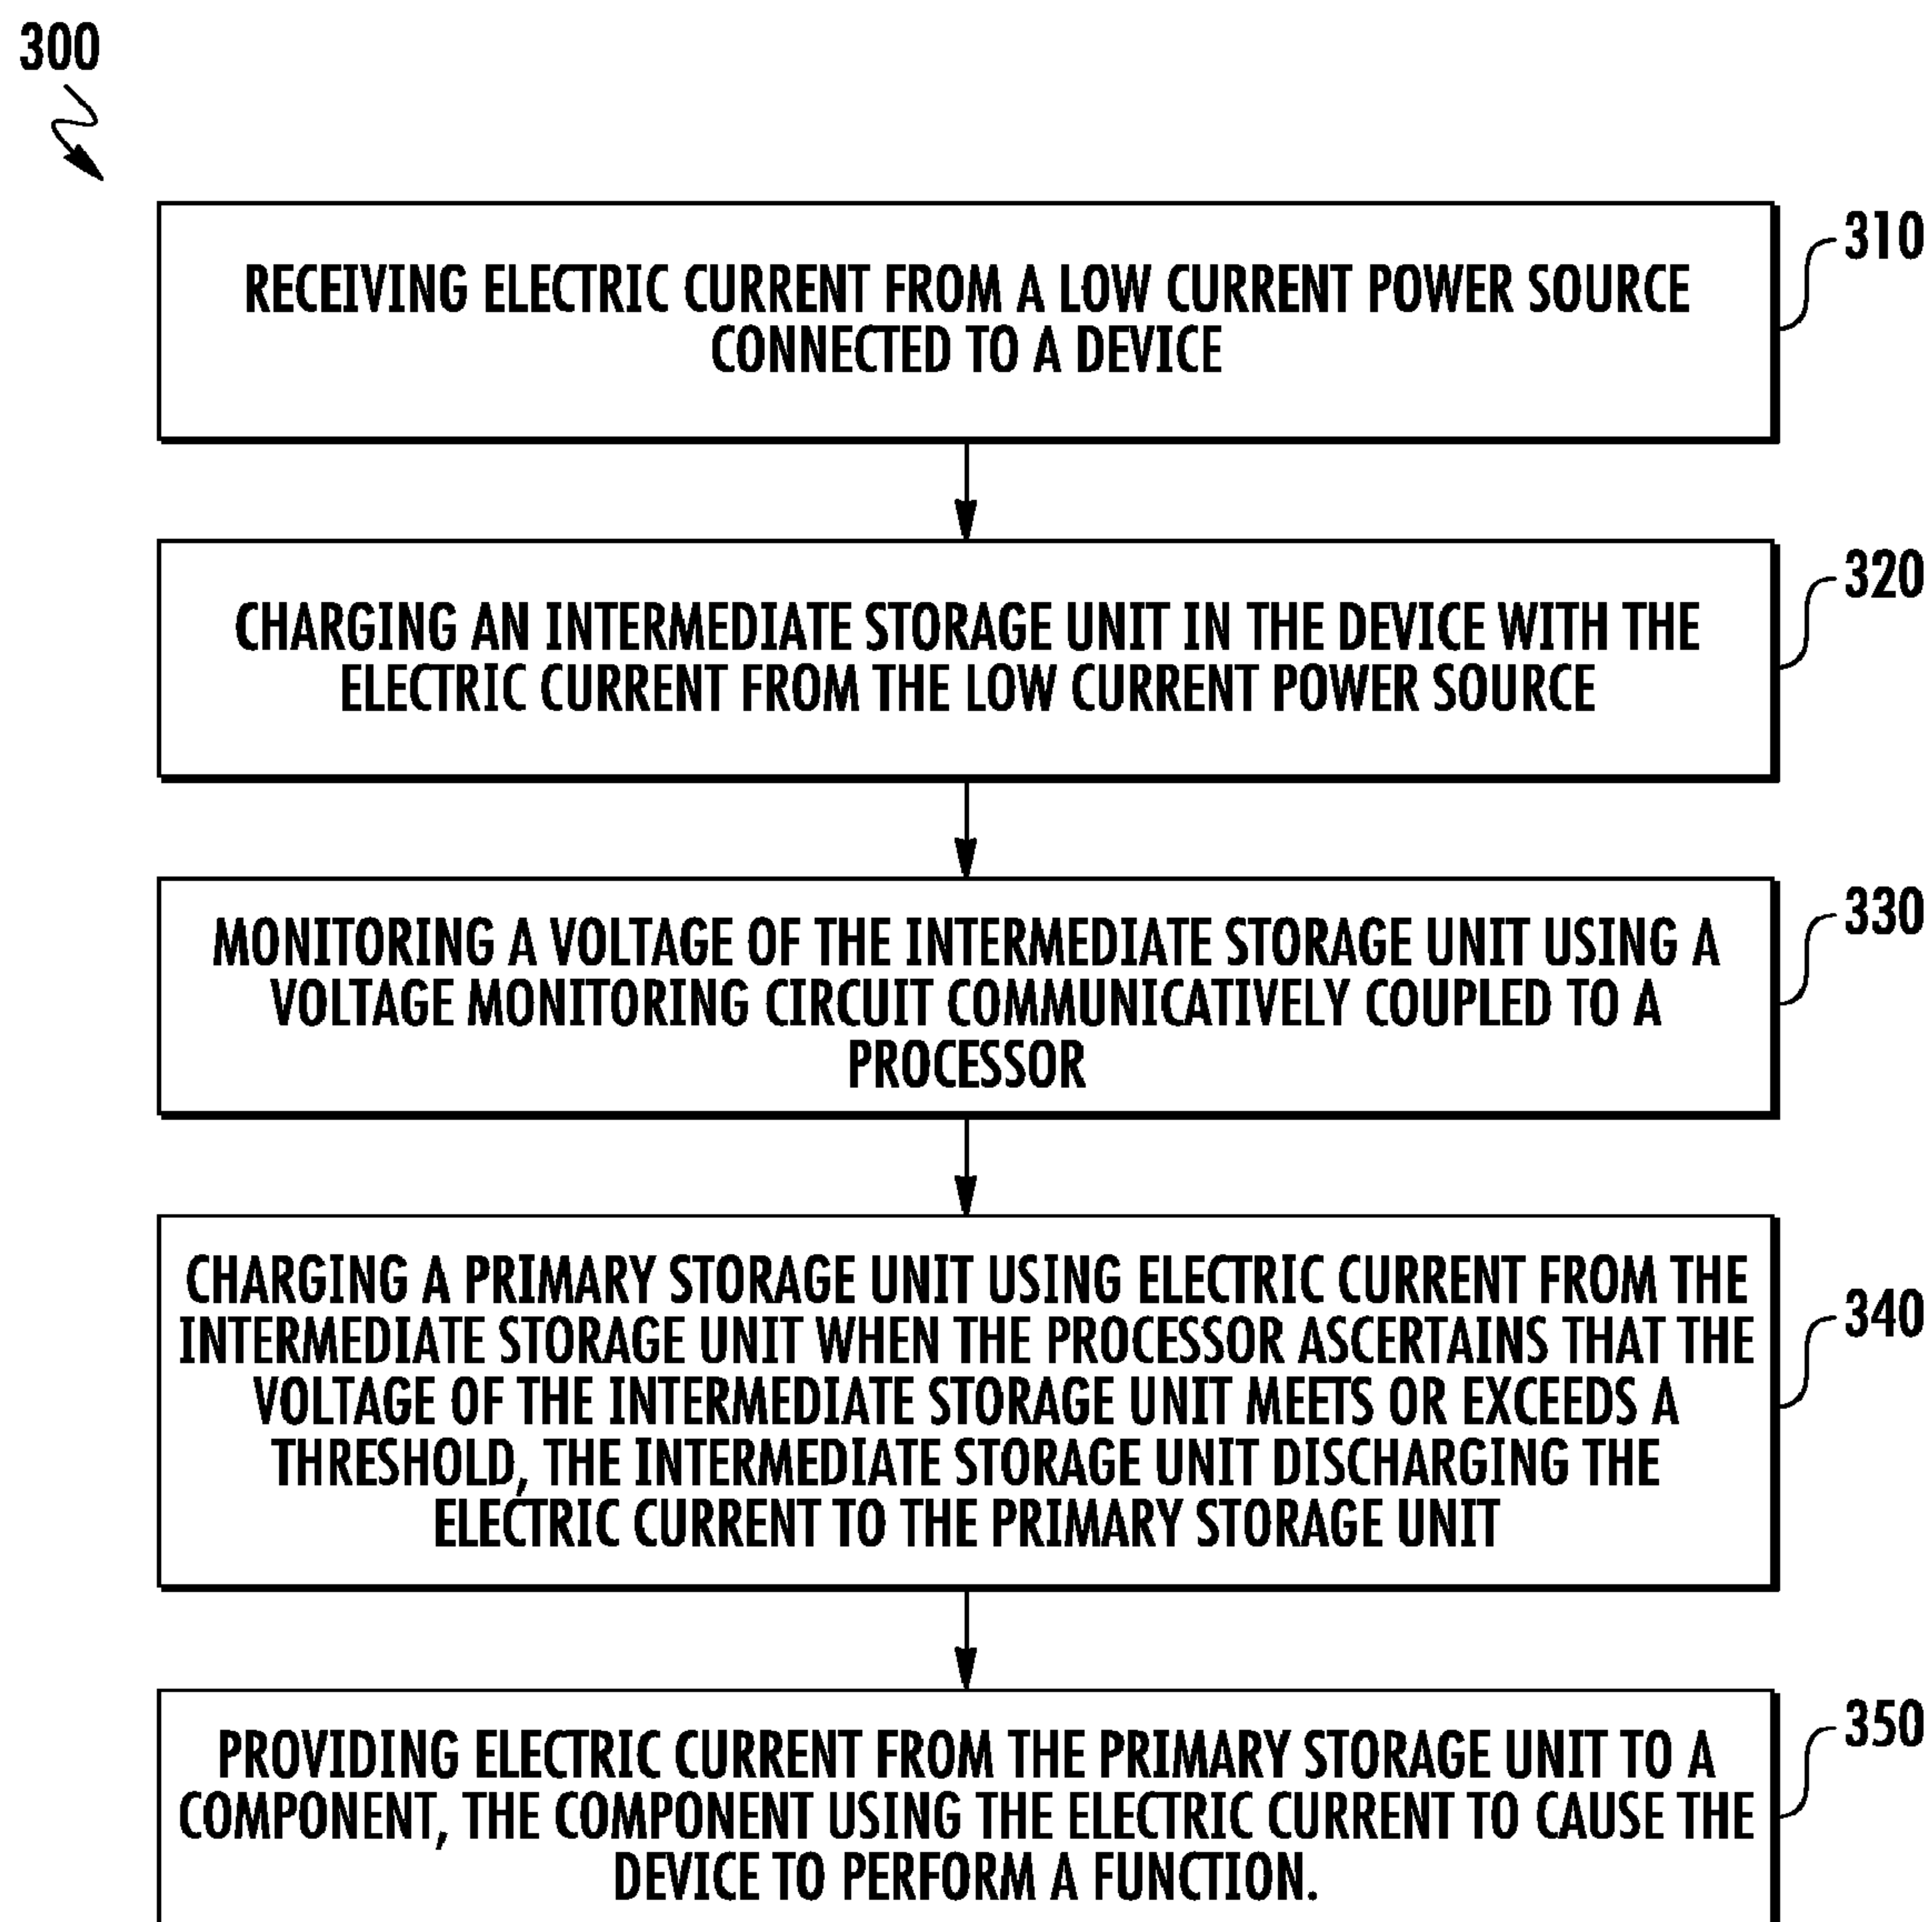 300
310
RECEIVING ELECTRIC CURRENT FROM A LOW CURRENT POWER SOURCE
CONNECTED TO A DEVICE
320
CHARGING AN INTERMEDIATE STORAGE UNIT IN THE DEVICE WITH THE
ELECTRIC CURRENT FROM THE LOW CURRENT POWER SOURCE
330
MONITORING A VOLTAGE OF THE INTERMEDIATE STORAGE UNIT USING A
VOLTAGE MONITORING CIRCUIT COMMUNICATIVELY COUPLED TO A
PROCESSOR
340
CHARGING A PRIMARY STORAGE UNIT USING ELECTRIC CURRENT FROM THE
INTERMEDIATE STORAGE UNIT WHEN THE PROCESSOR ASCERTAINS THAT THE
VOLTAGE OF THE INTERMEDIATE STORAGE UNIT MEETS OR EXCEEDS A
THRESHOLD, THE INTERMEDIATE STORAGE UNIT DISCHARGING THE
ELECTRIC CURRENT TO THE PRIMARY STORAGE UNIT
350
PROVIDING ELECTRIC CURRENT FROM THE PRIMARY STORAGE UNIT TO A
COMPONENT, THE COMPONENT USING THE ELECTRIC CURRENT TO CAUSE THE
DEVICE TO PERFORM A FUNCTION.